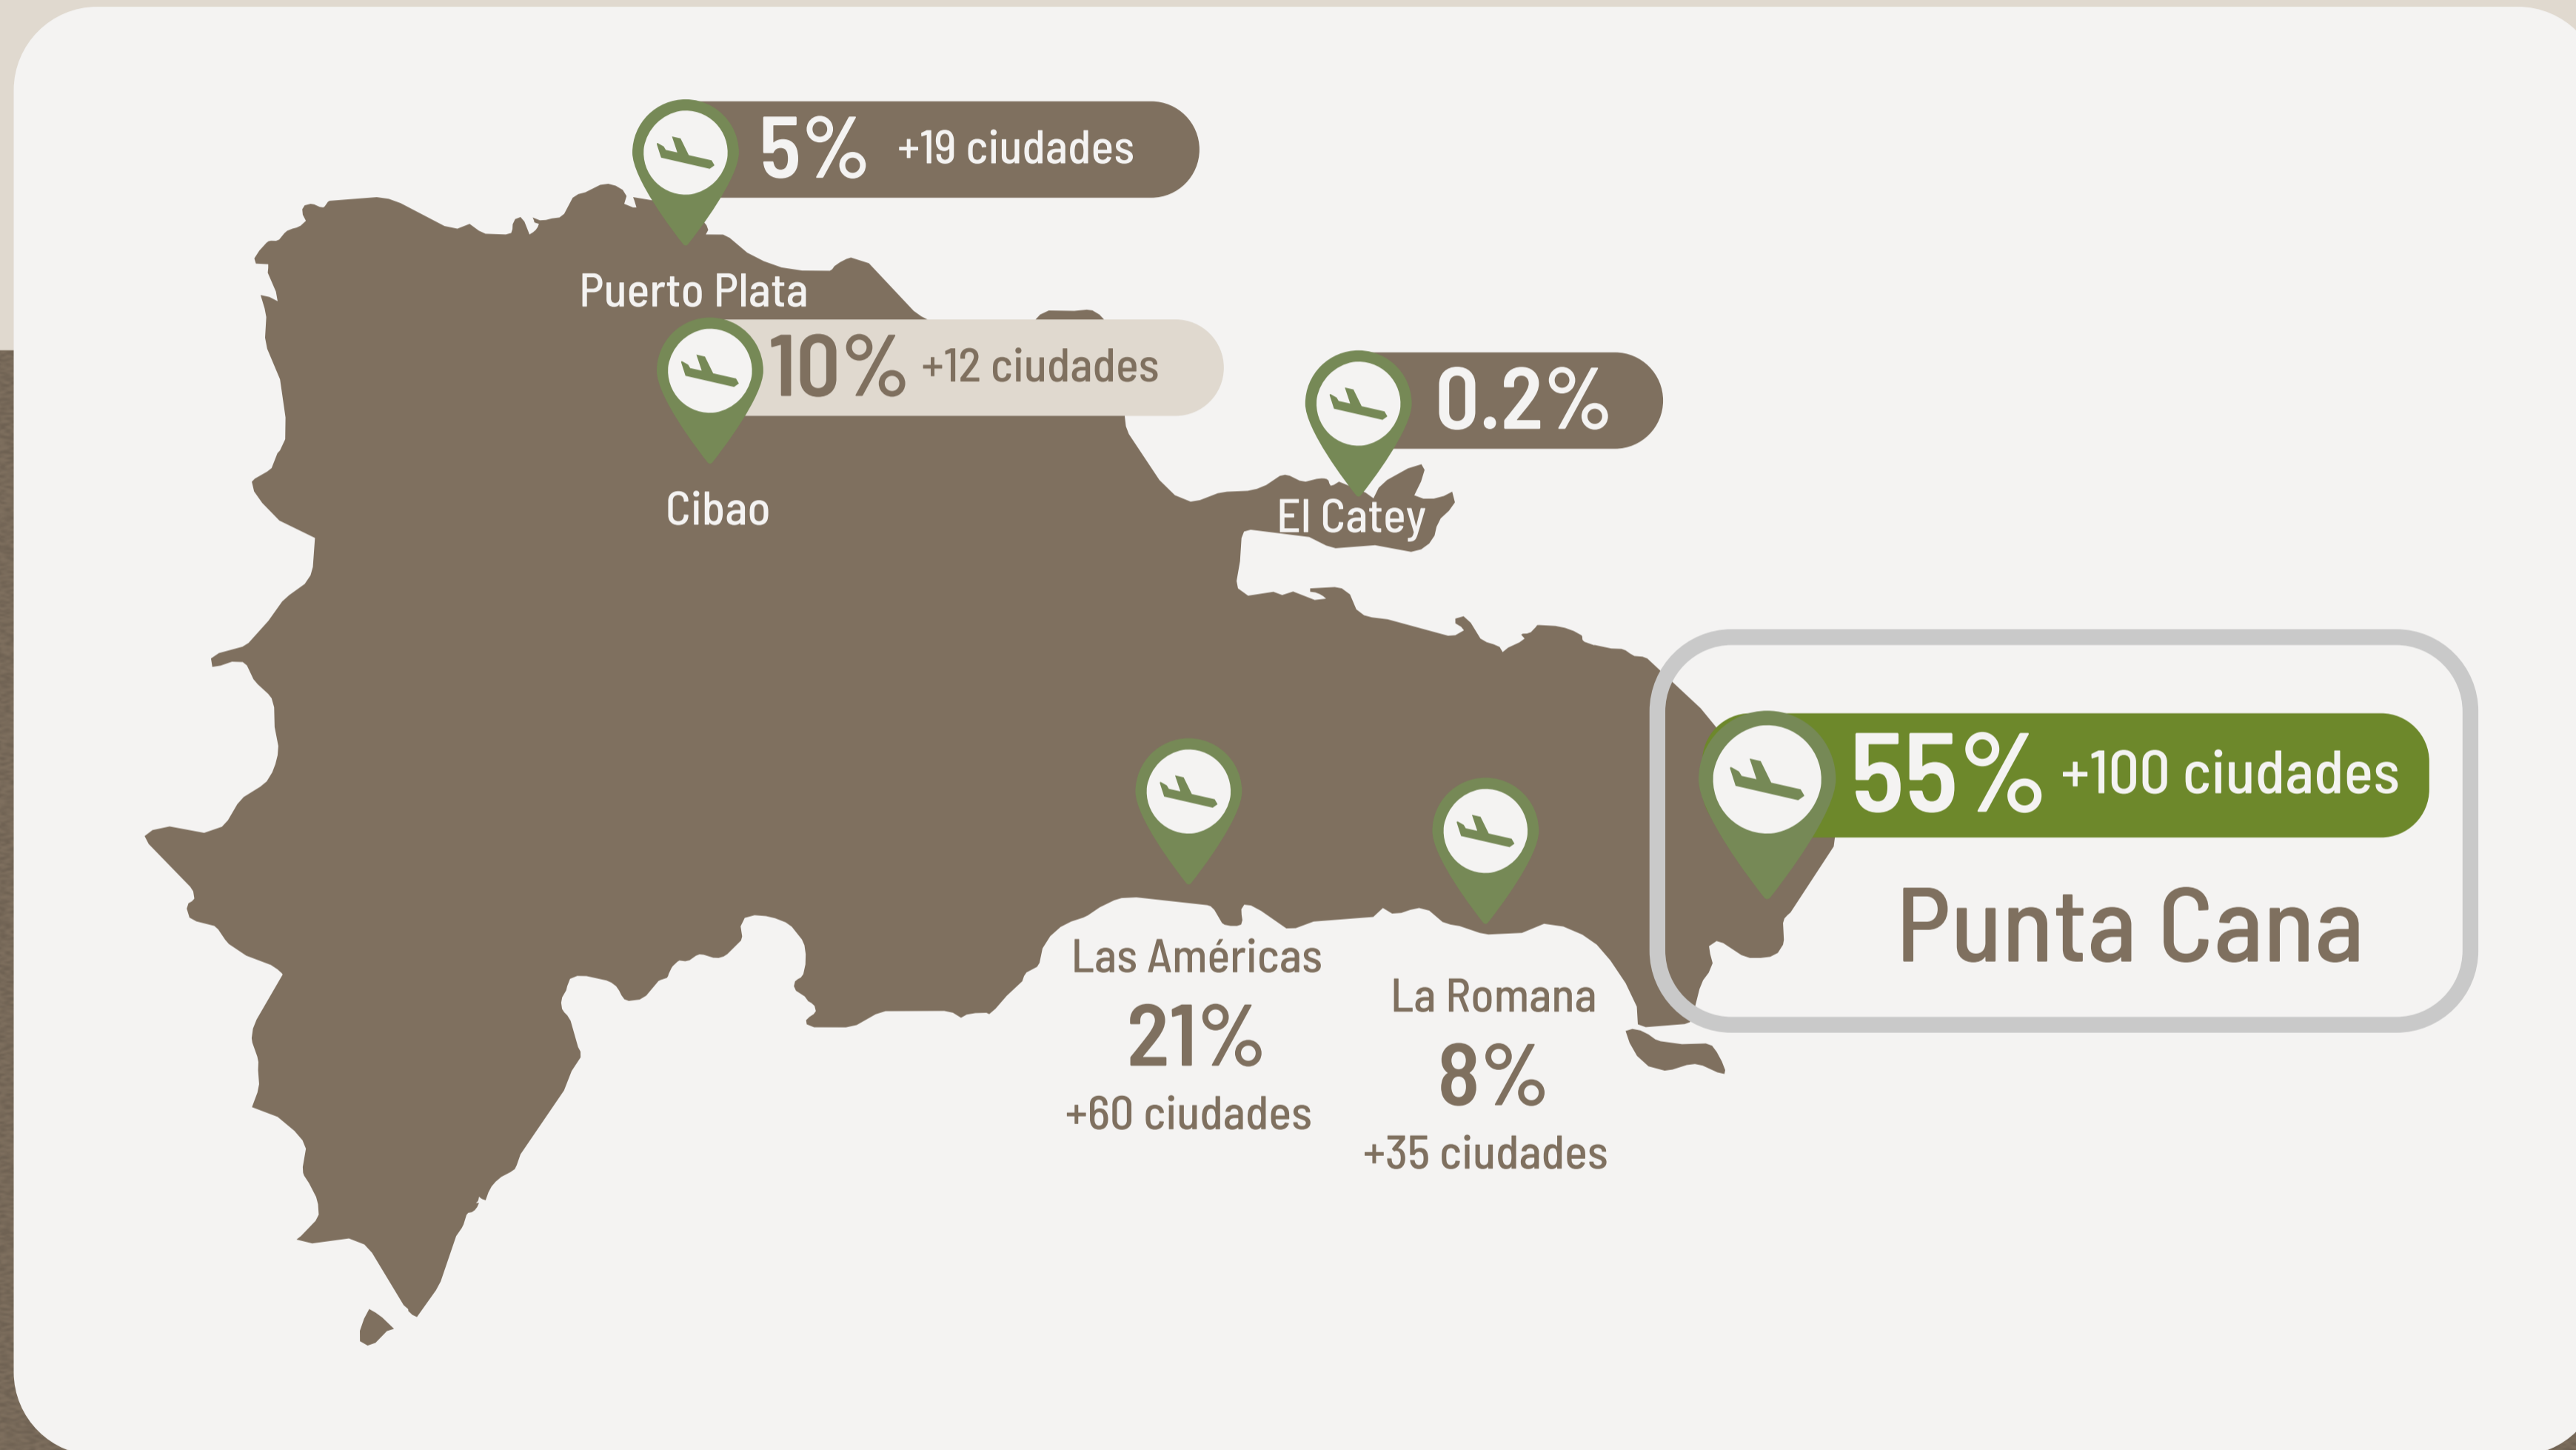 5% +19 ciudades
Puerto Plata
10% +12 ciudades
Cibao
0.2%
El Catey
55% +100 ciudades
Punta Cana
Las Américas
21%
+60 ciudades
La Romana
8%
+35 ciudades